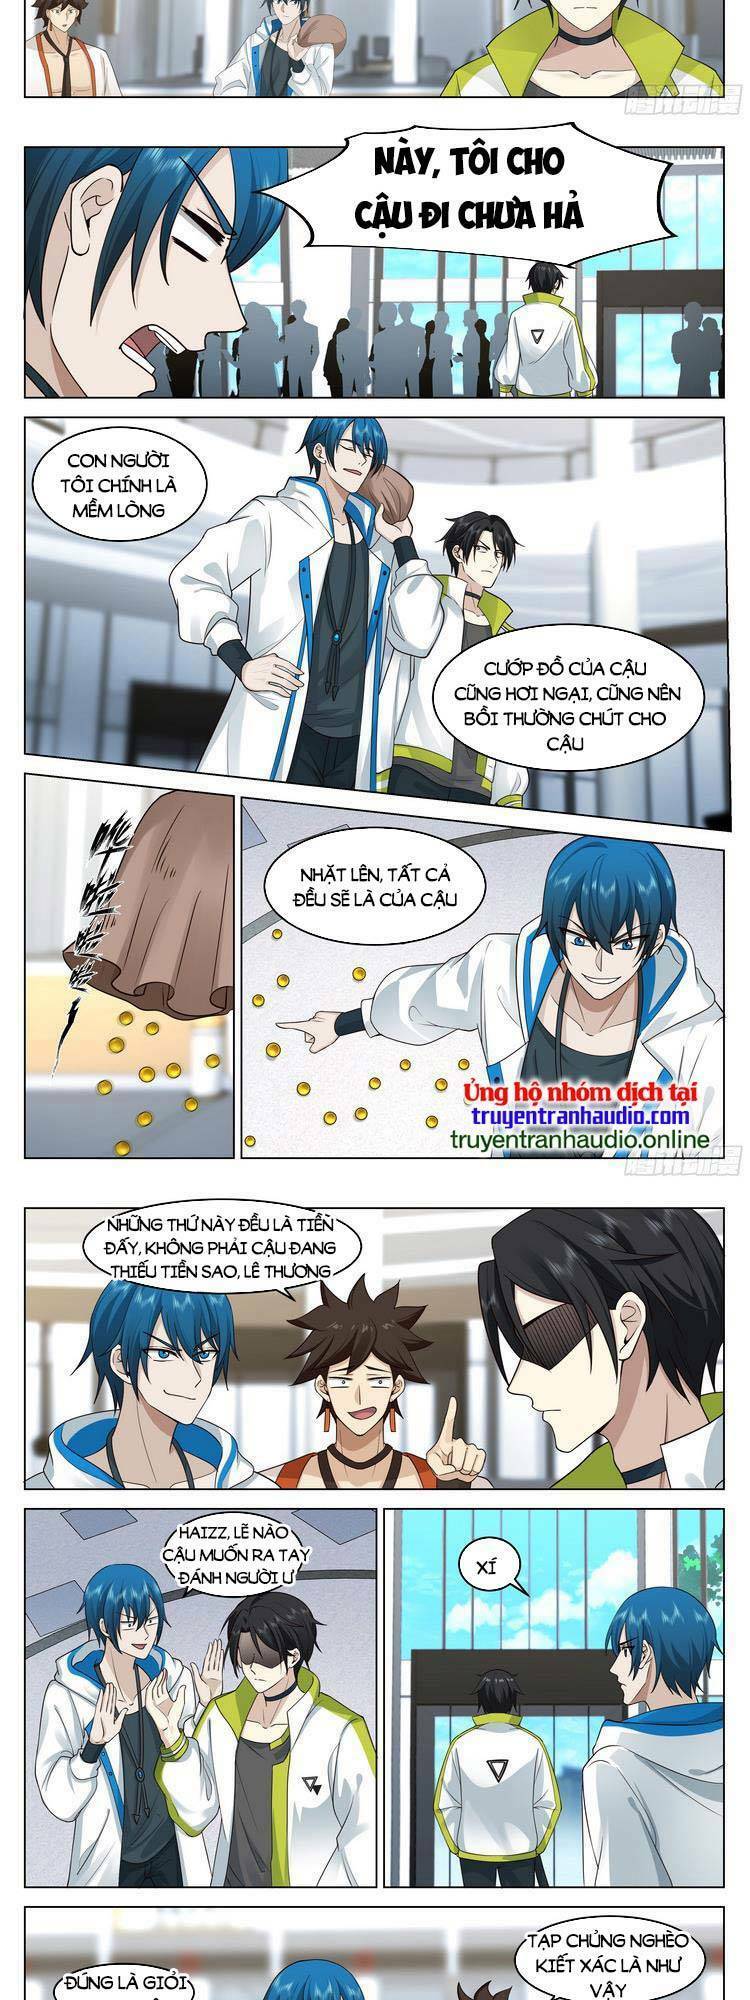 NÀY, TÔI CHO
CẬU ĐI CHƯA HẢ
CON NGƯỜI
TÔI CHÍNH LÀ
MỀM LÒNG
CƯỚP ĐỒ CỦA CẬU
CŨNG HƠI NGẠI, CŨNG NÊN
BỒI THƯỜNG CHÚT CHO
CẬU
NHẶT LÊN, TẤT CẢ
ĐỀU SẼ LÀ CỦA CẬU
Ủng hộ nhóm dịch tại
truyentranhaudio.com
truyentranhaudio.online
NHỮNG THỨ NÀY ĐỀU LÀ TIỀN
ĐẤY, KHÔNG PHẢI CẬU ĐANG
THIẾU TIỀN SAO, LÊ THƯƠNG
HAIZZ, LẼ NÀO
CẬU MUỐN RA TAY
ĐÁNH NGƯỜI Ư
XÍ
TẠP CHỦNG NGHÈO
KIẾT XÁC LÀ NHƯ
VẬY
ĐÚNG LÀ GIỎI